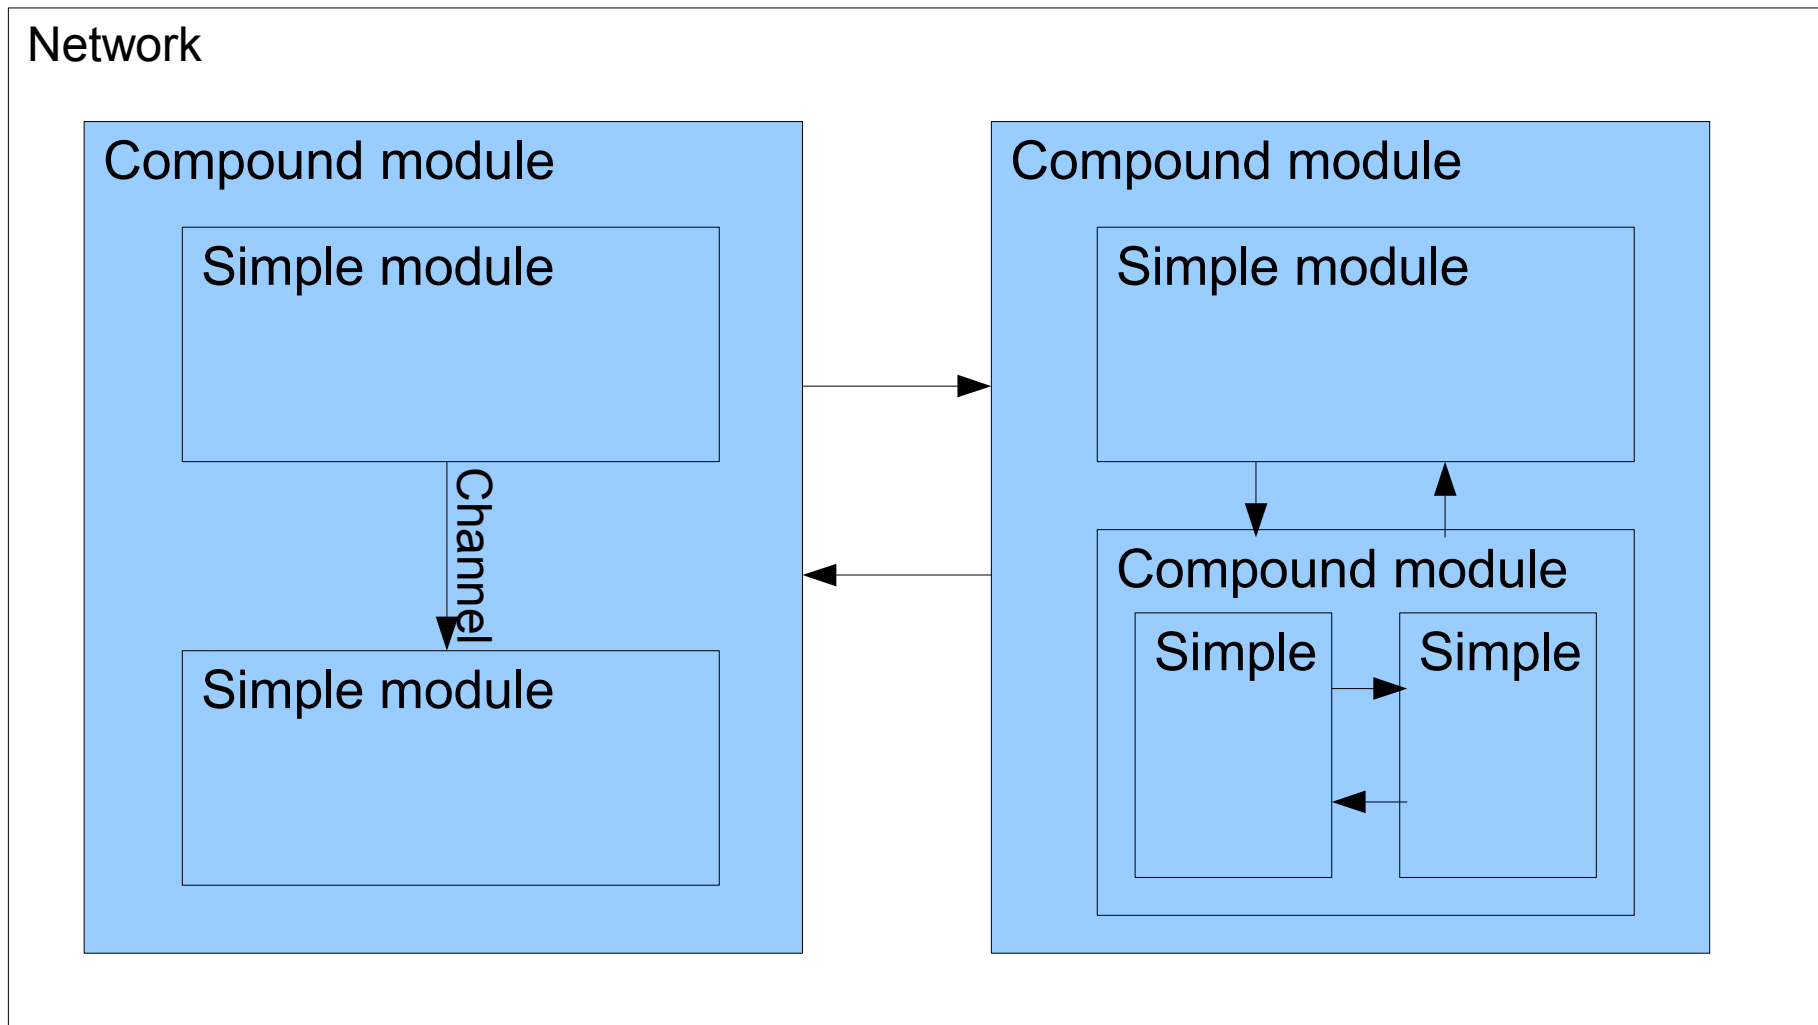 Network
Compound module
Simple module
Channel
Simple module
Compound module
Simple module
Compound module
Simple
Simple